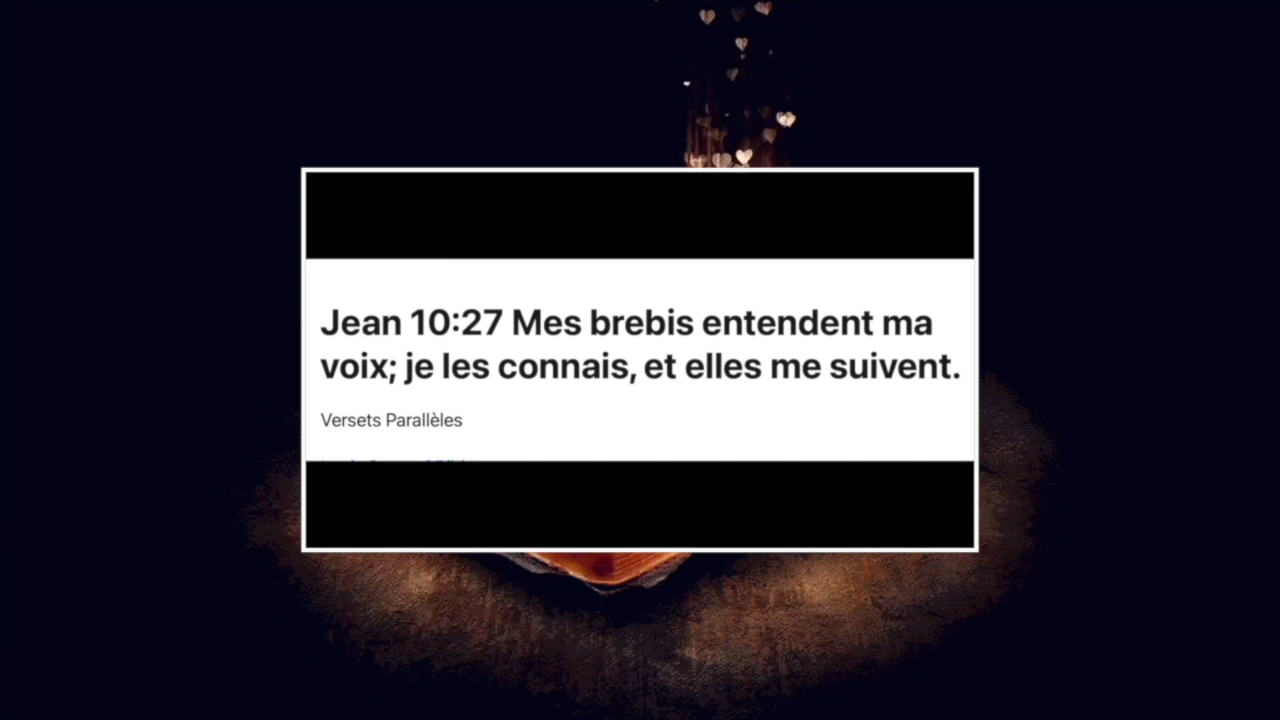 Jean 10:27 Mes brebis entendent ma
voix; je les connais, et elles me suivent.
Versets Parallèles